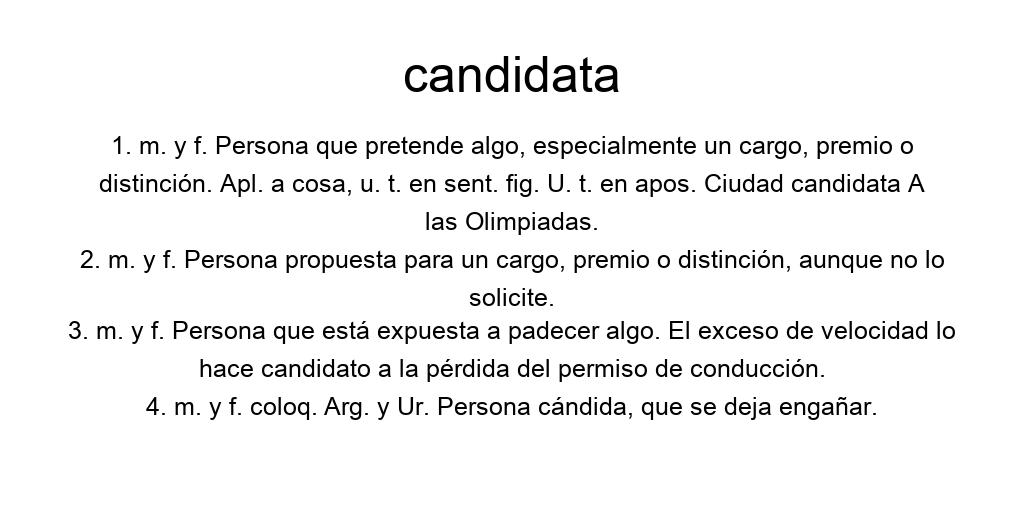 candidata
1. m. y f. Persona que pretende algo, especialmente un cargo, premio o
distinción. Apl. a cosa, u. t. en sent. fig. U. t. en apos. Ciudad candidata A
las Olimpiadas.
2. m. y f. Persona propuesta para un cargo, premio o distinción, aunque no lo
solicite.
3. m. y f. Persona que está expuesta a padecer algo. El exceso de velocidad lo
hace candidato a la pérdida del permiso de conducción.
4. m. y f. coloq. Arg. y Ur. Persona cándida, que se deja engañar.